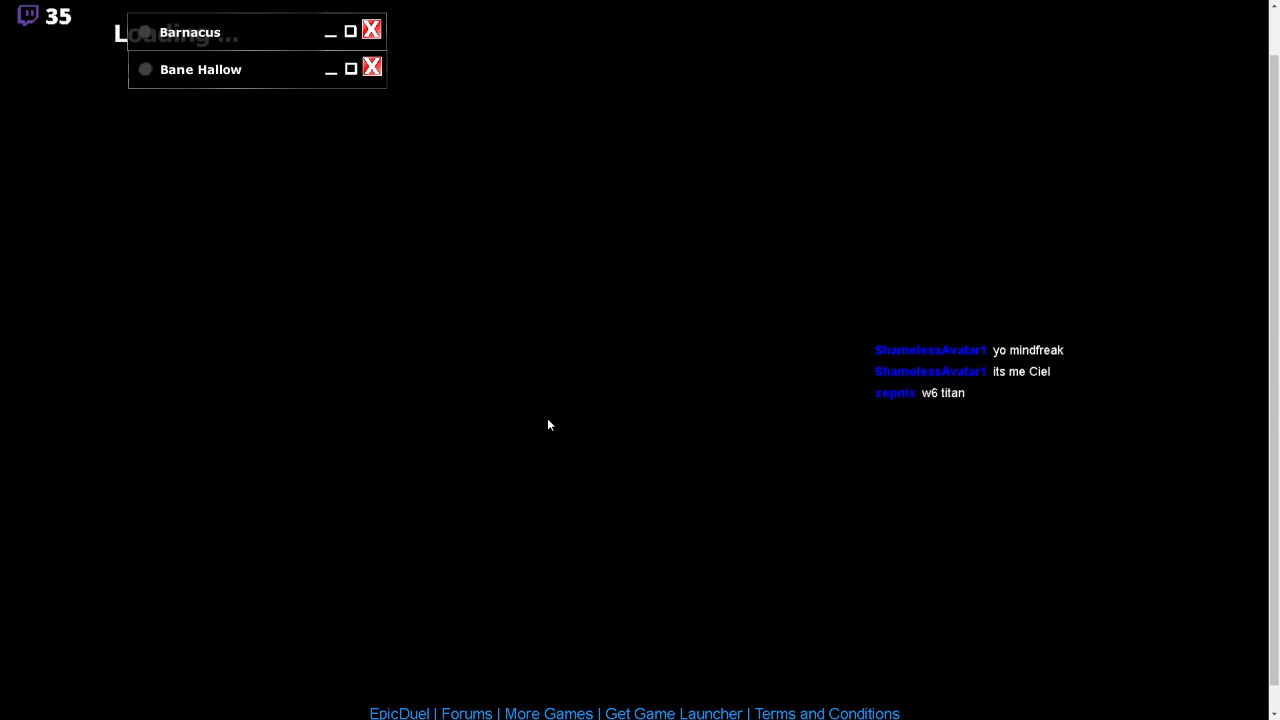 35
Loading ...
Barnacus
Bane Hallow
ShamelessAvatar1 yo mindfreak
ShamelessAvatar1 its me Ciel
xepnix w6 titan
EpicDuel | Forums | More Games | Get Game Launcher | Terms and Conditions